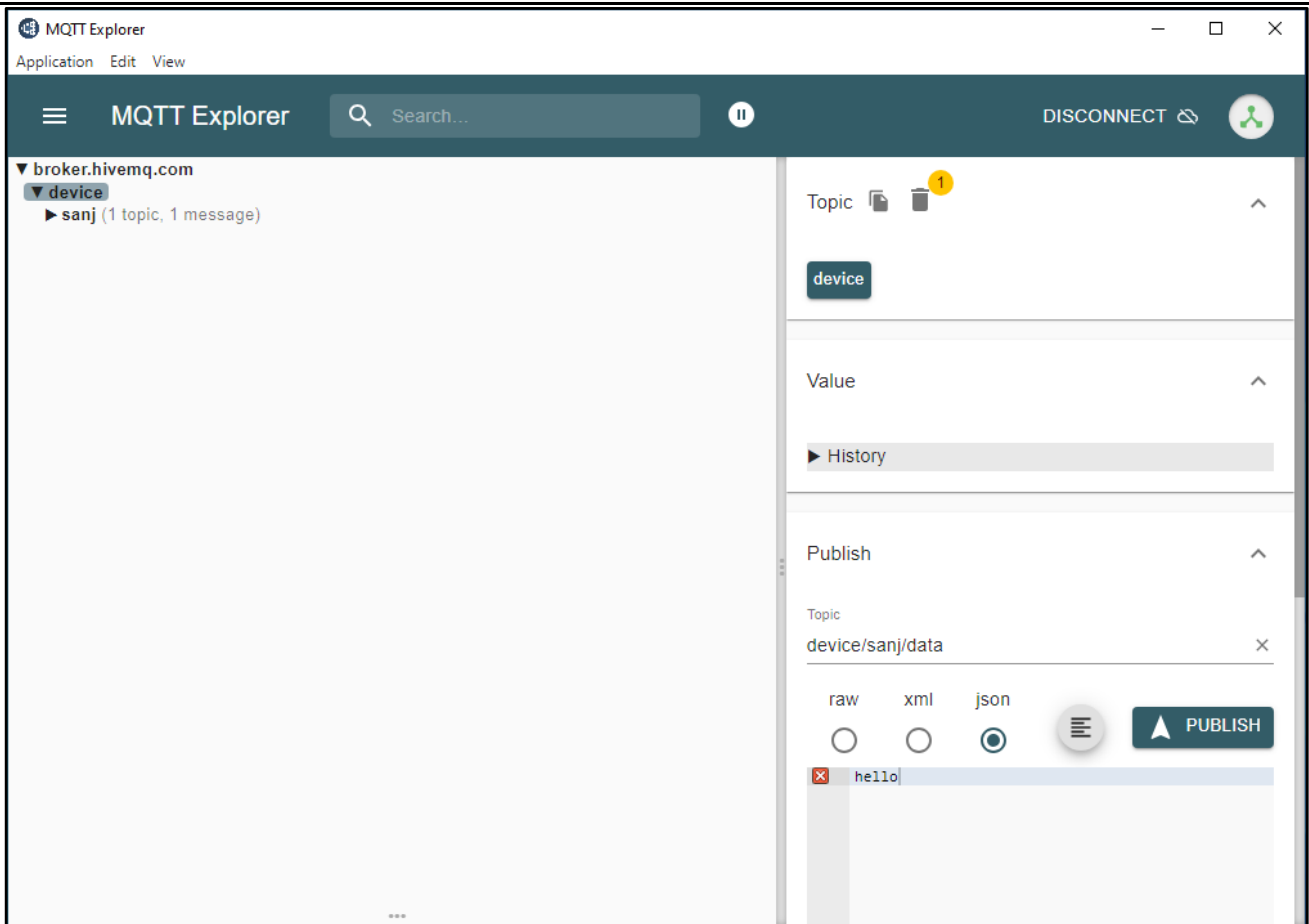 MQTT Explorer
Application Edit View
MQTT Explorer
Search...
DISCONNECT
▼ broker.hivemq.com
▼ device
▶ sanj (1 topic, 1 message)
Topic
1
device
Value
▶ History
Publish
Topic
device/sanj/data
raw xml json
PUBLISH
hello